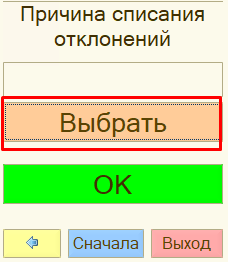 Причина списания
отклонений
Выбрать
OK
Сначала Выход